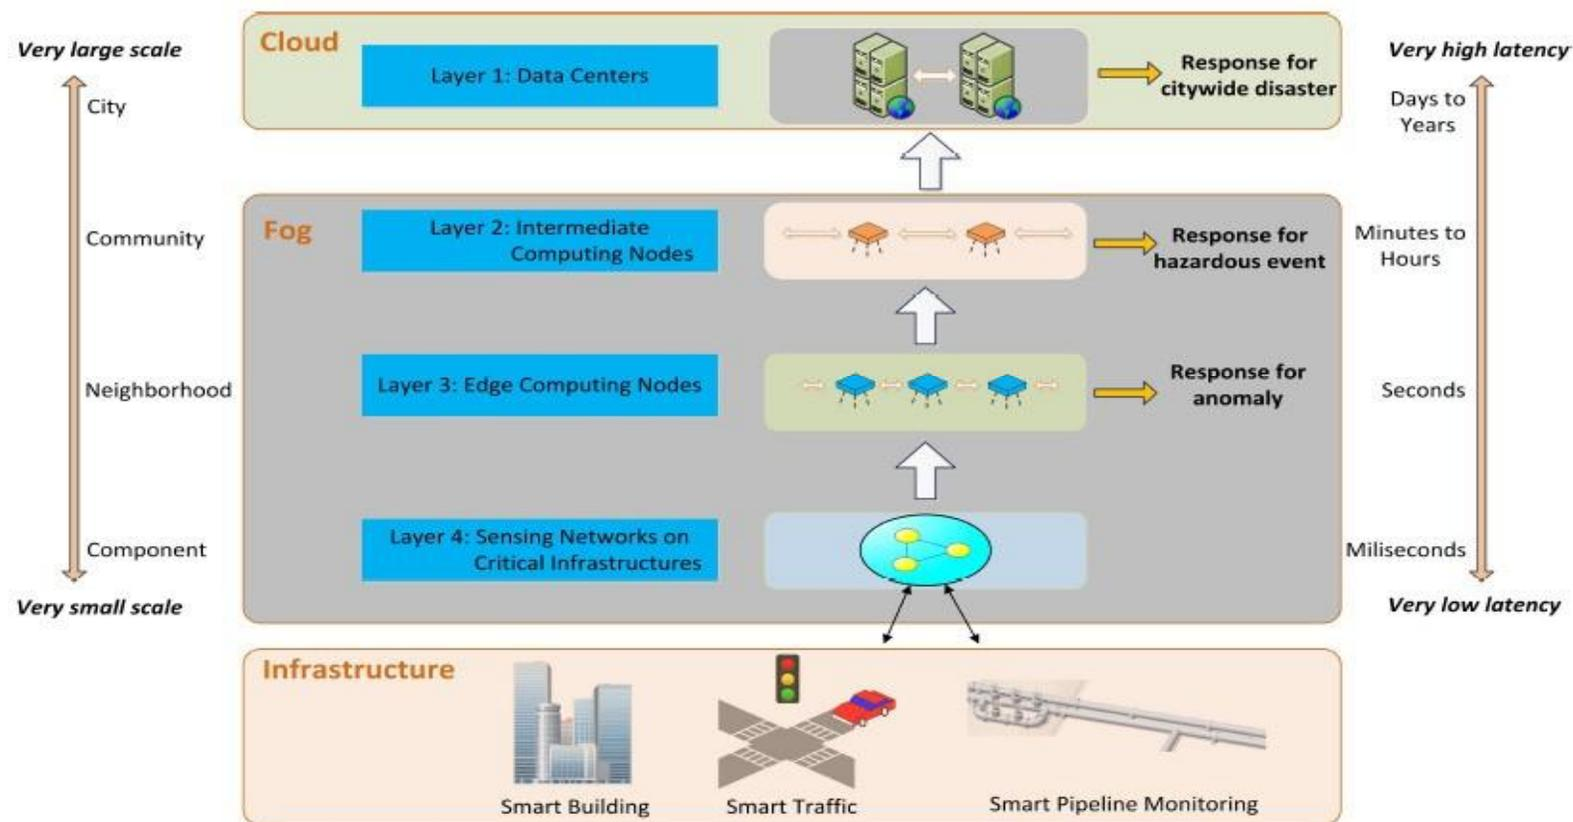 Very large scale
City
Community
Neighborhood
Component
Very small scale
Cloud
Layer 1: Data Centers
Response for
citywide disaster
Fog
Layer 2: Intermediate
Computing Nodes
Response for
hazardous event
Layer 3: Edge Computing Nodes
Response for
anomaly
Layer 4: Sensing Networks on
Critical Infrastructures
Infrastructure
Smart Building
Smart Traffic
Smart Pipeline Monitoring
Very high latency
Days to
Years
Minutes to
Hours
Seconds
Miliseconds
Very low latency